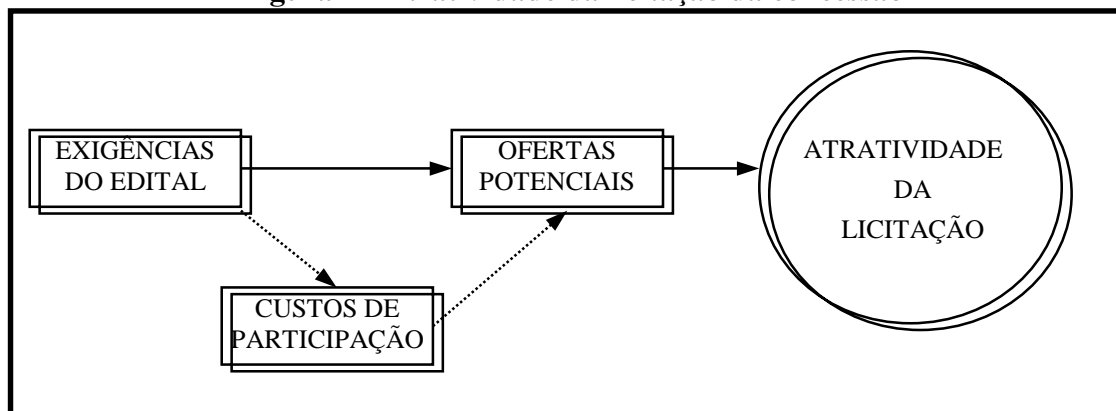 EXIGÊNCIAS
DO EDITAL
OFERTAS
POTENCIAIS
ATRATIVIDADE
DA
LICITAÇÃO
CUSTOS DE
PARTICIPAÇÃO